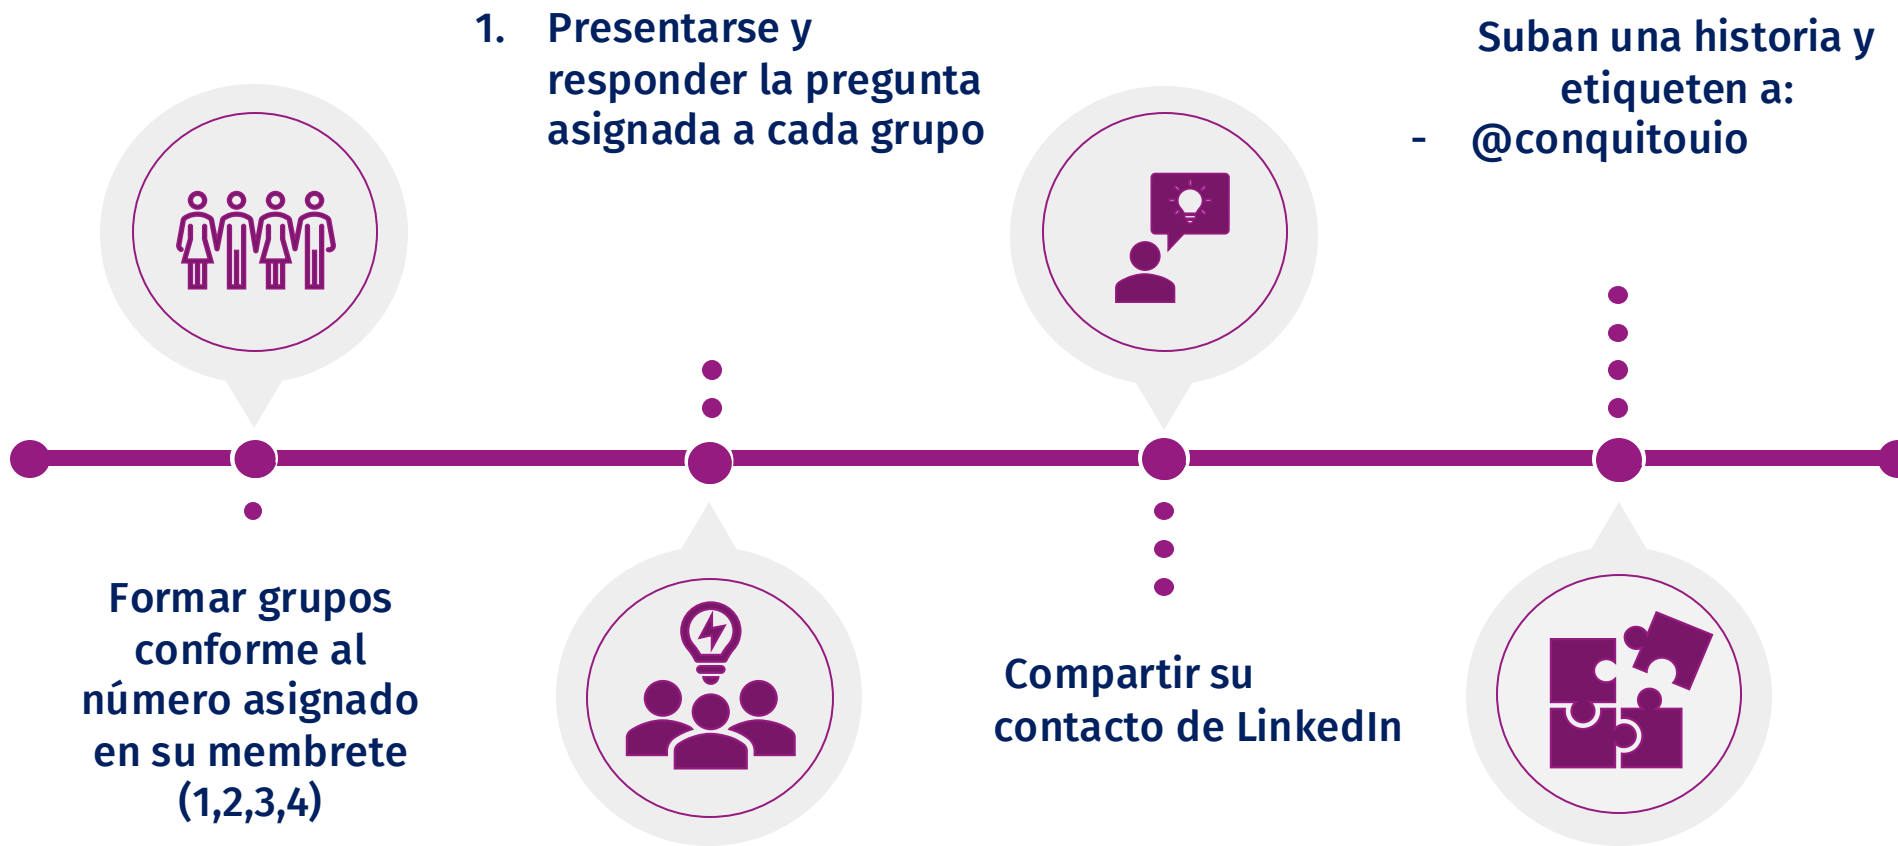 Formar grupos
conforme al
número asignado
en su membrete
(1,2,3,4)
1. Presentarse y
responder la pregunta
asignada a cada grupo
Compartir su
contacto de LinkedIn
Suban una historia y
etiqueten a:
- @conquitouio